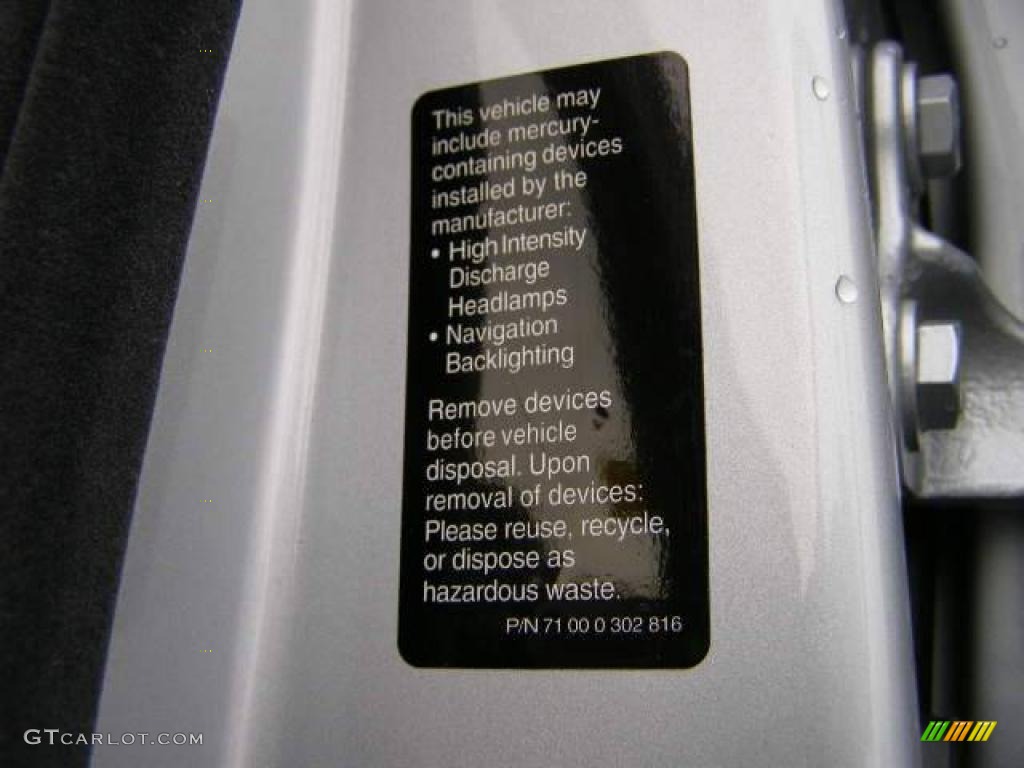 This vehicle may
include mercury-
containing devices
installed by the
manufacturer:
• High Intensity
Discharge
Headlamps
• Navigation
Backlighting
Remove devices
before vehicle
disposal. Upon
removal of devices:
Please reuse, recycle,
or dispose as
hazardous waste.
P/N 71 00 0 302 816
GTCARLOT.COM